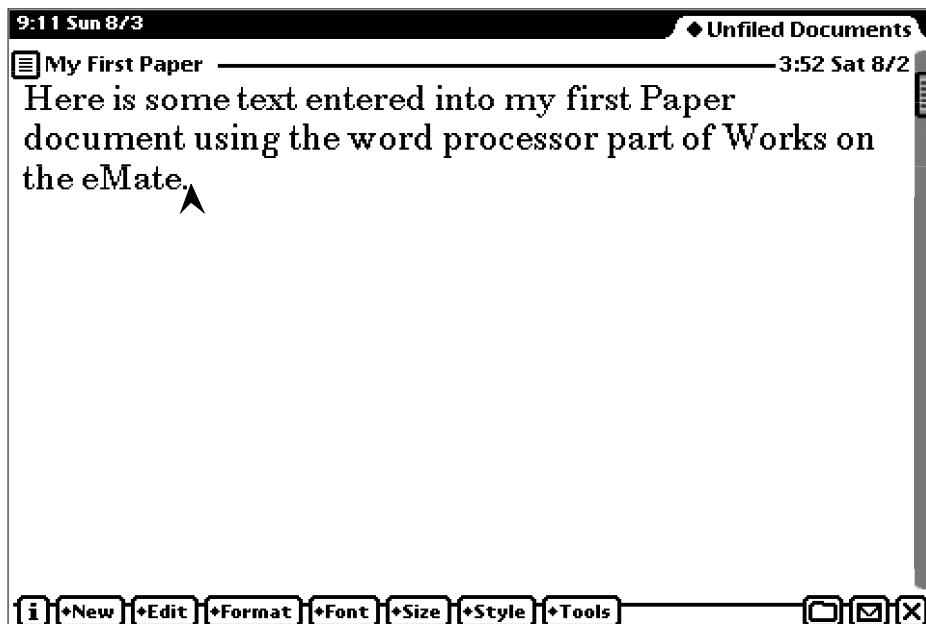 9:11 Sun 8/3 ◆ Unfiled Documents
My First Paper 3:52 Sat 8/2
Here is some text entered into my first Paper
document using the word processor part of Works on
the eMate.
i ◆New ◆Edit ◆Format ◆Font ◆Size ◆Style ◆Tools